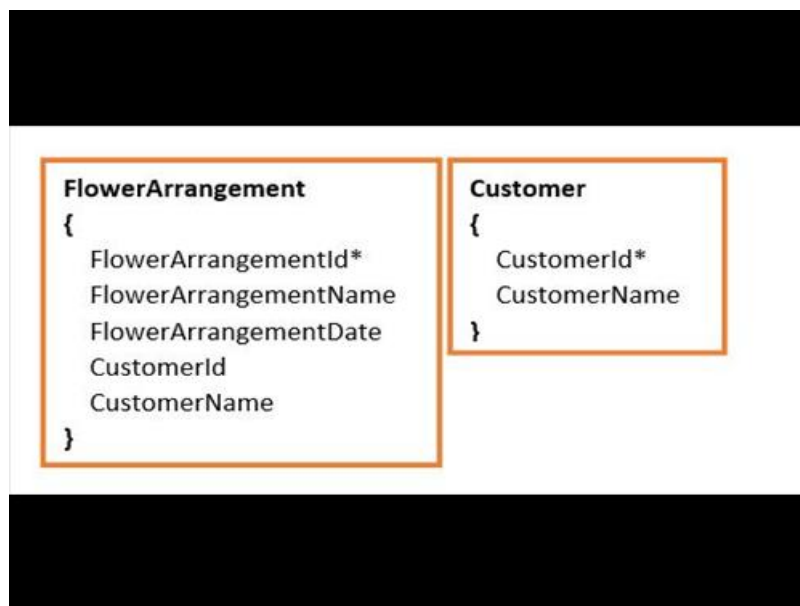 FlowerArrangement
{
FlowerArrangementId*
FlowerArrangementName
FlowerArrangementDate
CustomerId
CustomerName
}
Customer
{
CustomerId*
CustomerName
}